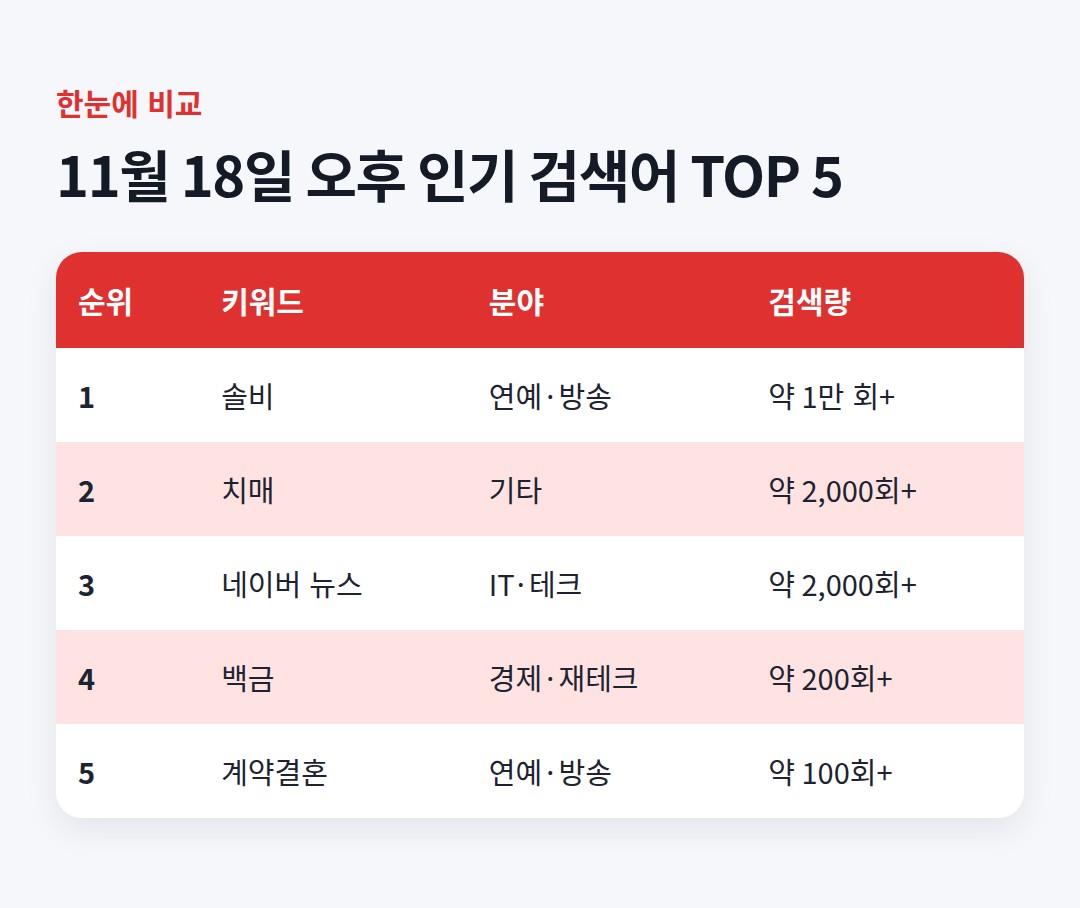 한눈에 비교
11월 18일 오후 인기 검색어 TOP 5
순위 키워드 분야 검색량
1 솔비 연예·방송 약 1만 회+
2 치매 기타 약 2,000회+
3 네이버 뉴스 IT·테크 약 2,000회+
4 백금 경제·재테크 약 200회+
5 계약결혼 연예·방송 약 100회+